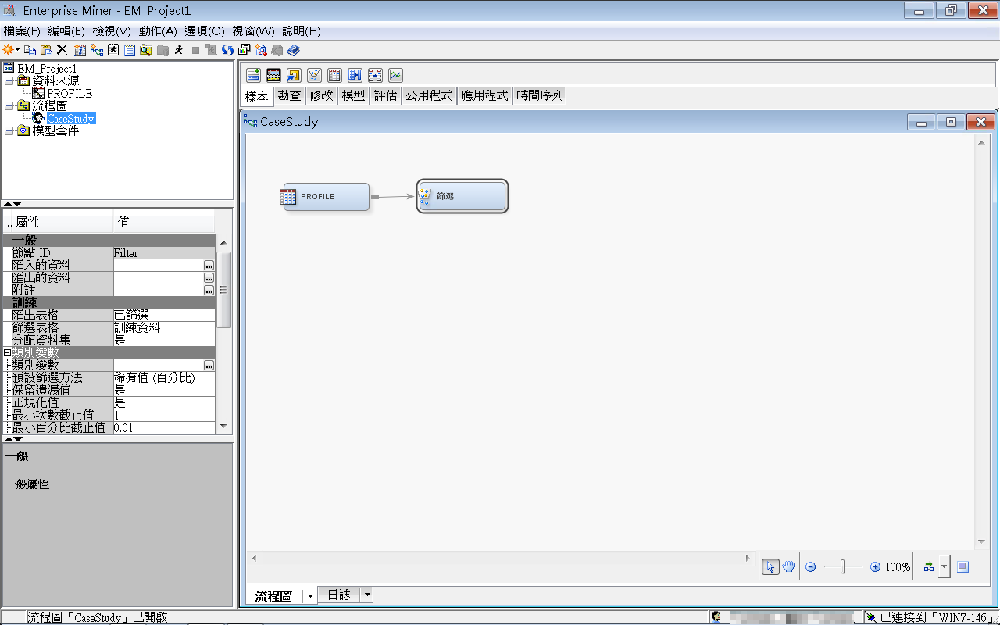 Enterprise Miner - EM_Project1
檔案(F) 編輯(E) 檢視(V) 動作(A) 選項(O) 視窗(W) 說明(H)
EM_Project1
資料來源
PROFILE
流程圖
CaseStudy
模型套件
樣本 勘查 修改 模型 評估 公用程式 應用程式 時間序列
CaseStudy
PROFILE
篩選
.. 屬性 值
一般
節點 ID Filter
匯入的資料 ...
匯出的資料 ...
附註 ...
訓練
匯出表格 已篩選
篩選表格 訓練資料
分配資料集 是
類別變數
類別變數 ...
預設篩選方法 稀有值 (百分比)
保留遺漏值 是
正規化值 是
最小次數截止值 1
最小百分比截止值 0.01
一般
一般屬性
100%
流程圖 日誌
流程圖「CaseStudy」已開啟
」 已連接到「WIN7-146」